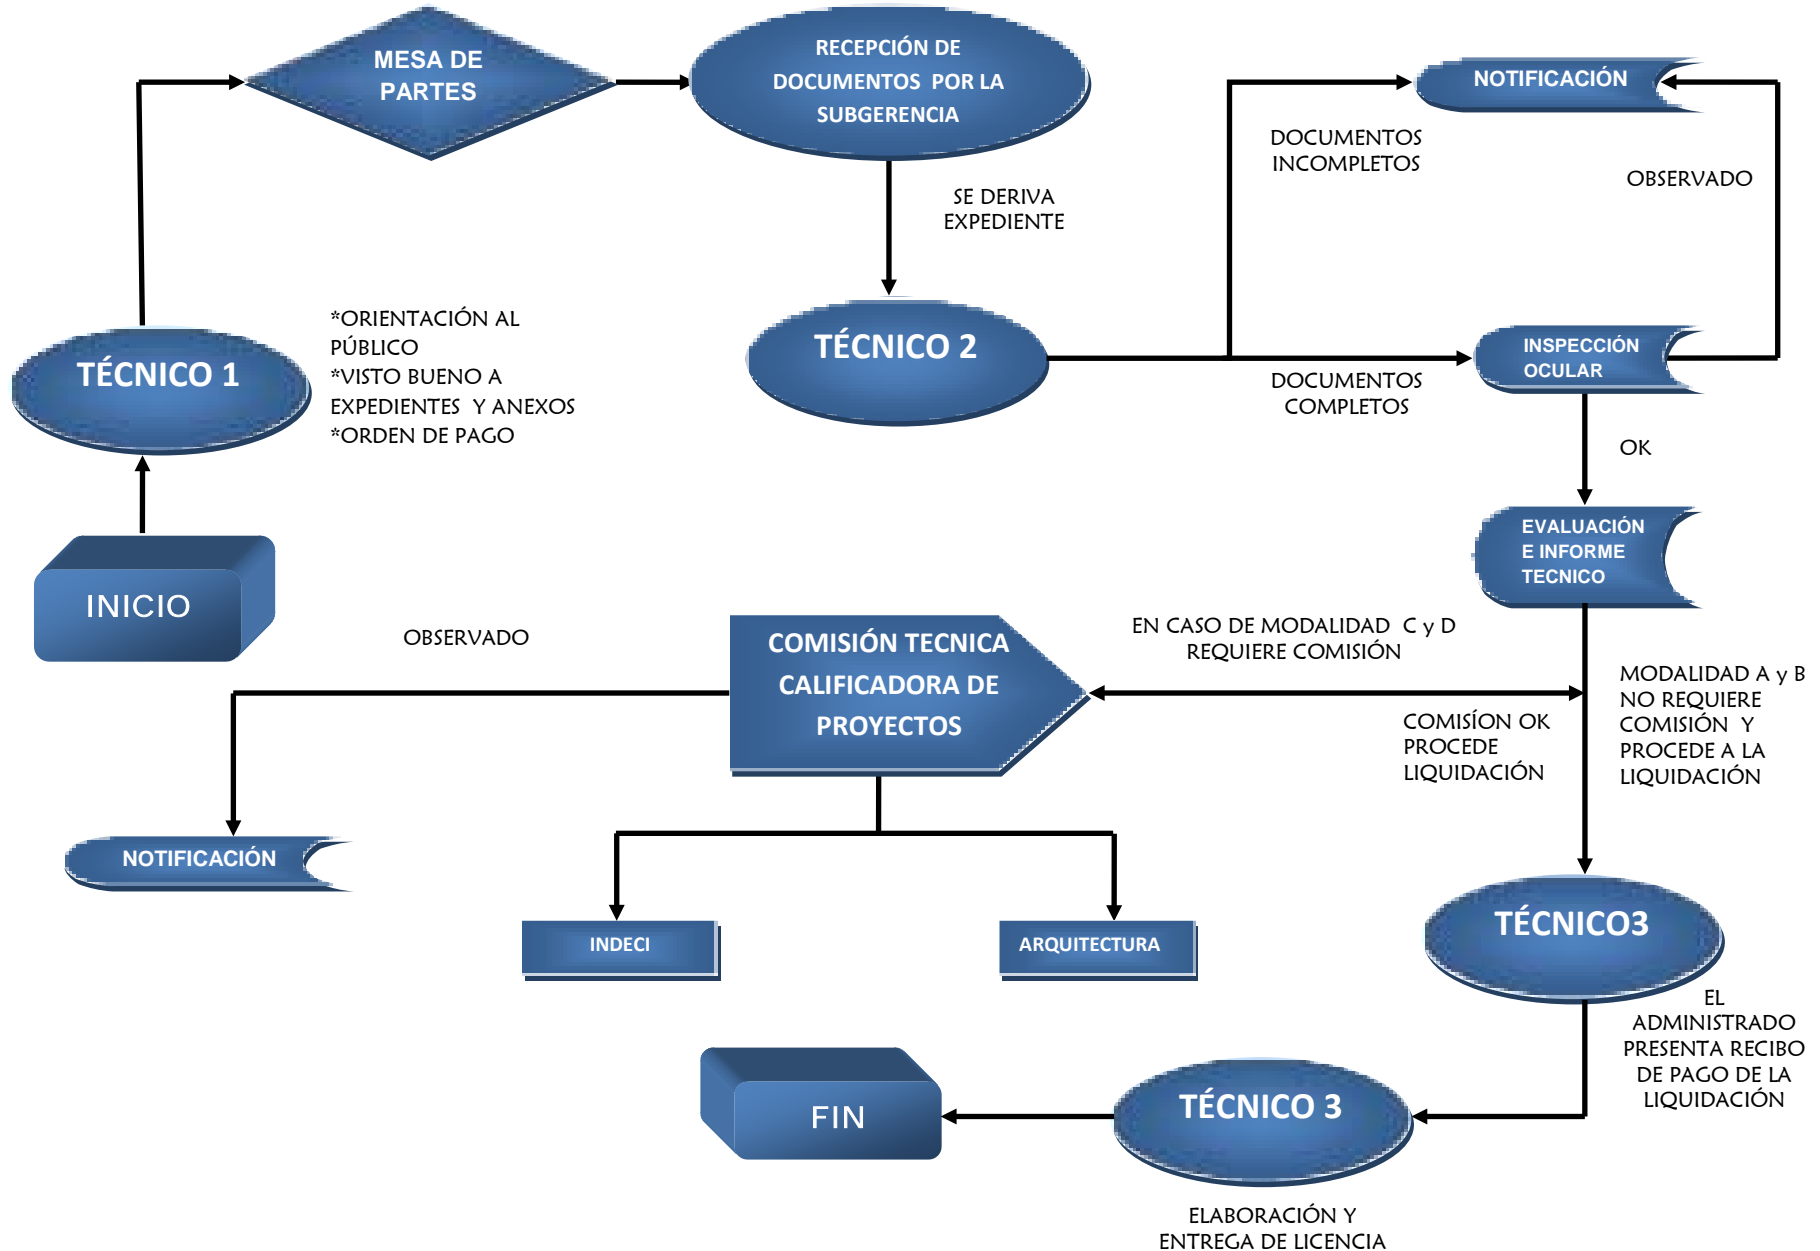 MESA DE
PARTES
RECEPCIÓN DE
DOCUMENTOS  POR LA
SUBGERENCIA
NOTIFICACIÓN
DOCUMENTOS
INCOMPLETOS
OBSERVADO
SE DERIVA
EXPEDIENTE
TÉCNICO 1
*ORIENTACIÓN AL
PÚBLICO
*VISTO BUENO A
EXPEDIENTES  Y ANEXOS
*ORDEN DE PAGO
TÉCNICO 2
INSPECCIÓN
OCULAR
DOCUMENTOS
COMPLETOS
OK
EVALUACIÓN
E INFORME
TECNICO
INICIO
OBSERVADO
COMISIÓN TECNICA
CALIFICADORA DE
PROYECTOS
EN CASO DE MODALIDAD  C y D
REQUIERE COMISIÓN
COMISÍON OK
PROCEDE
LIQUIDACIÓN
MODALIDAD A y B
NO REQUIERE
COMISIÓN  Y
PROCEDE A LA
LIQUIDACIÓN
NOTIFICACIÓN
INDECI
ARQUITECTURA
TÉCNICO3
EL
ADMINISTRADO
PRESENTA RECIBO
DE PAGO DE LA
LIQUIDACIÓN
FIN
TÉCNICO 3
ELABORACIÓN Y
ENTREGA DE LICENCIA